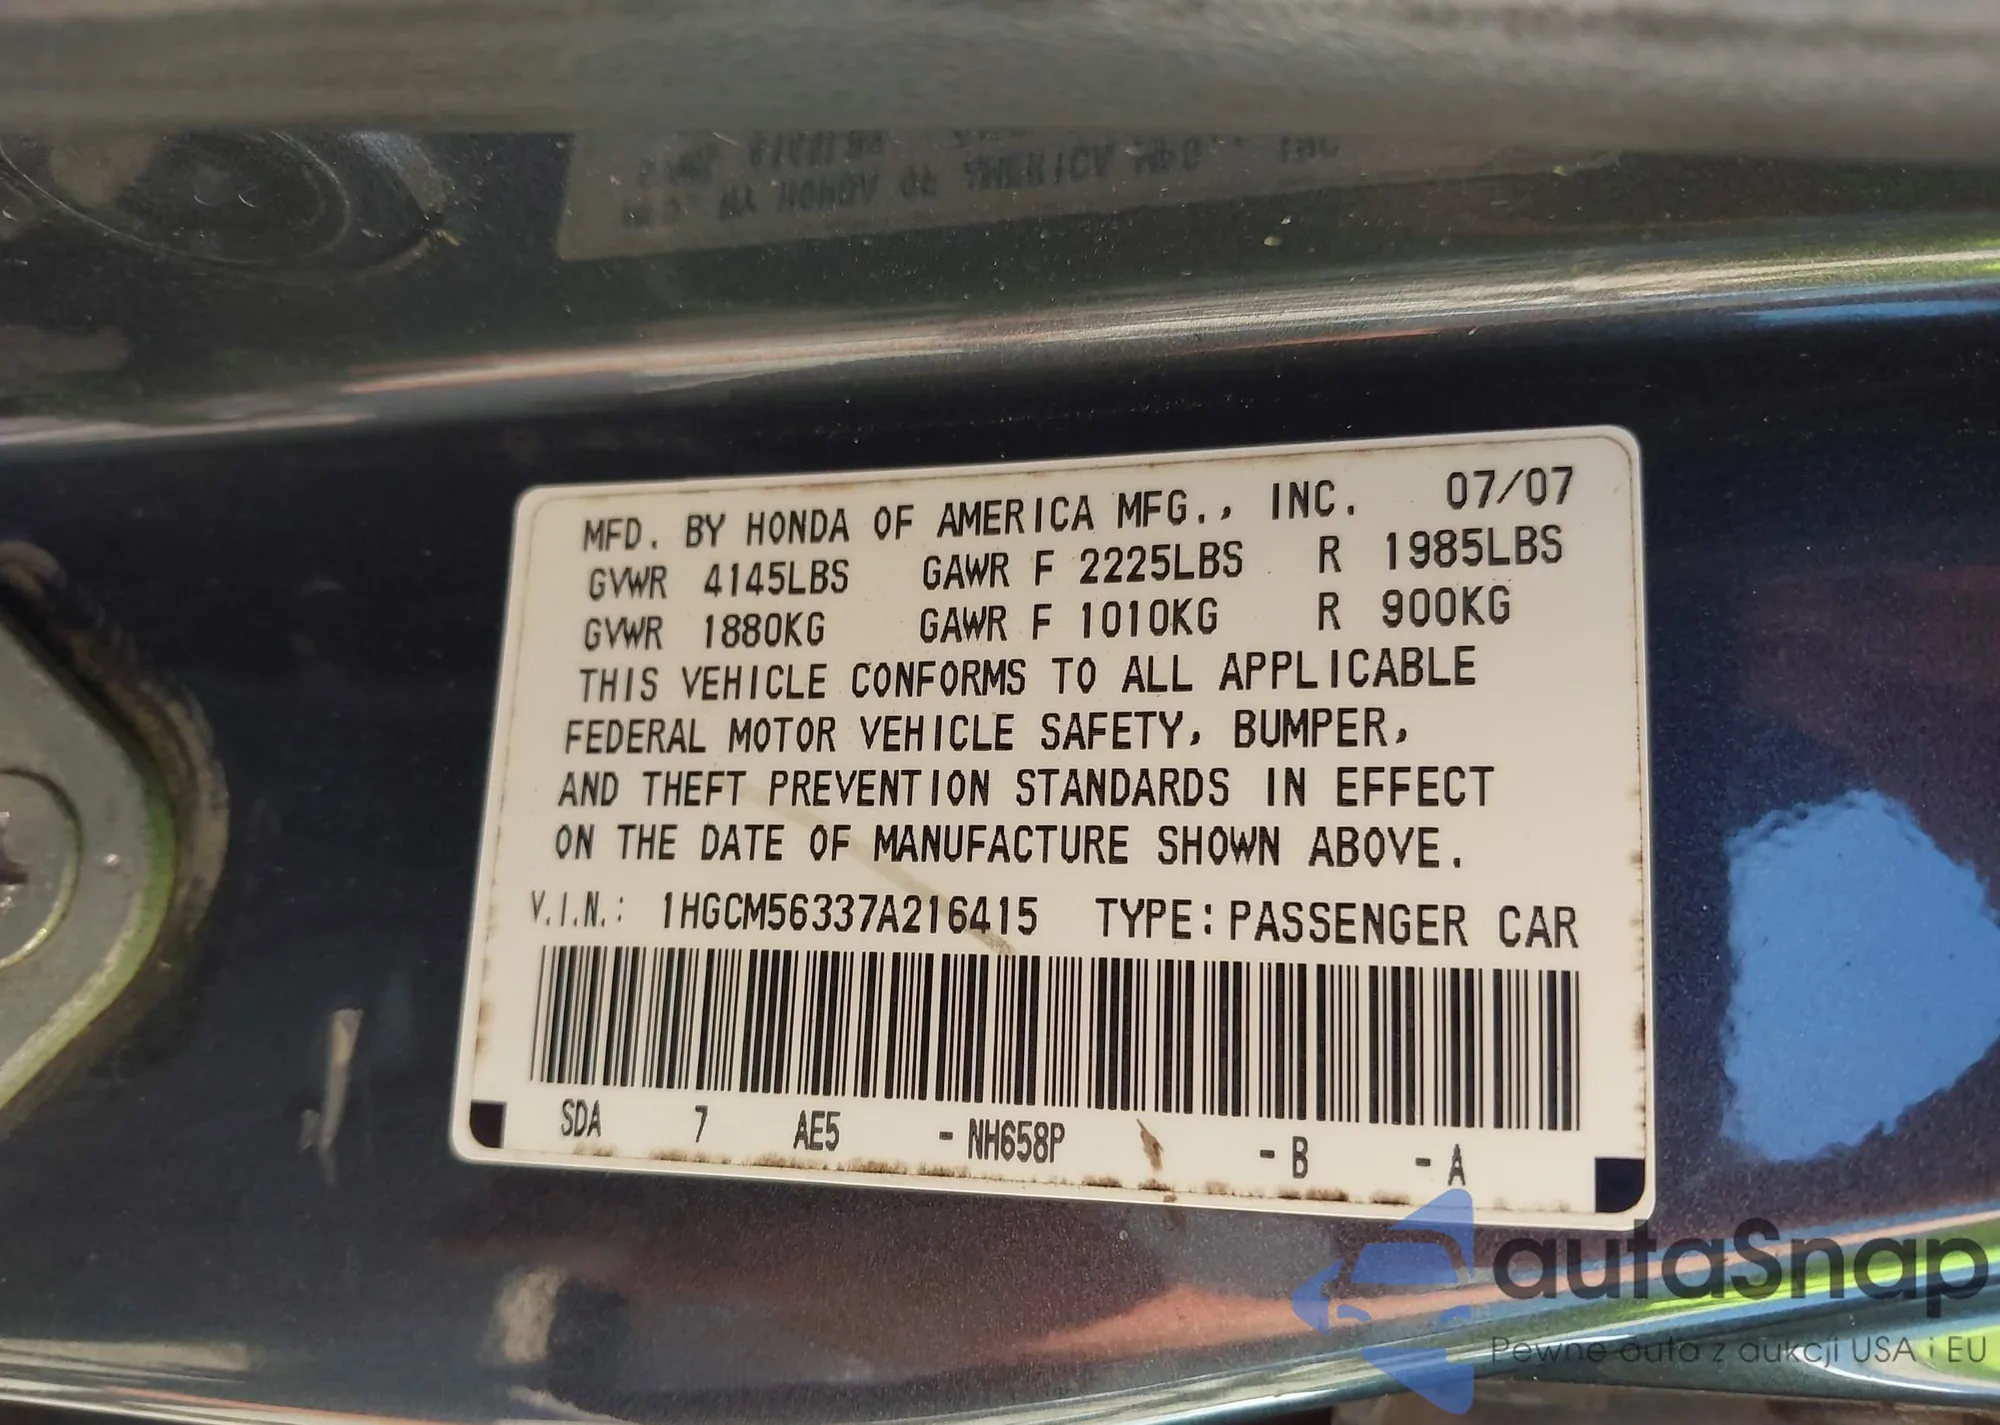 MFD. BY HONDA OF AMERICA MFG., INC. 07/07
GVWR 4145LBS GAWR F 2225LBS R 1985LBS
GVWR 1880KG GAWR F 1010KG R 900KG
THIS VEHICLE CONFORMS TO ALL APPLICABLE
FEDERAL MOTOR VEHICLE SAFETY, BUMPER,
AND THEFT PREVENTION STANDARDS IN EFFECT
ON THE DATE OF MANUFACTURE SHOWN ABOVE.
V.I.N.: 1HGCM56337A216415 TYPE: PASSENGER CAR
SDA 7 AE5 - NH658P - B - A
autaSnap
Pewne auta z aukcji USA i EU